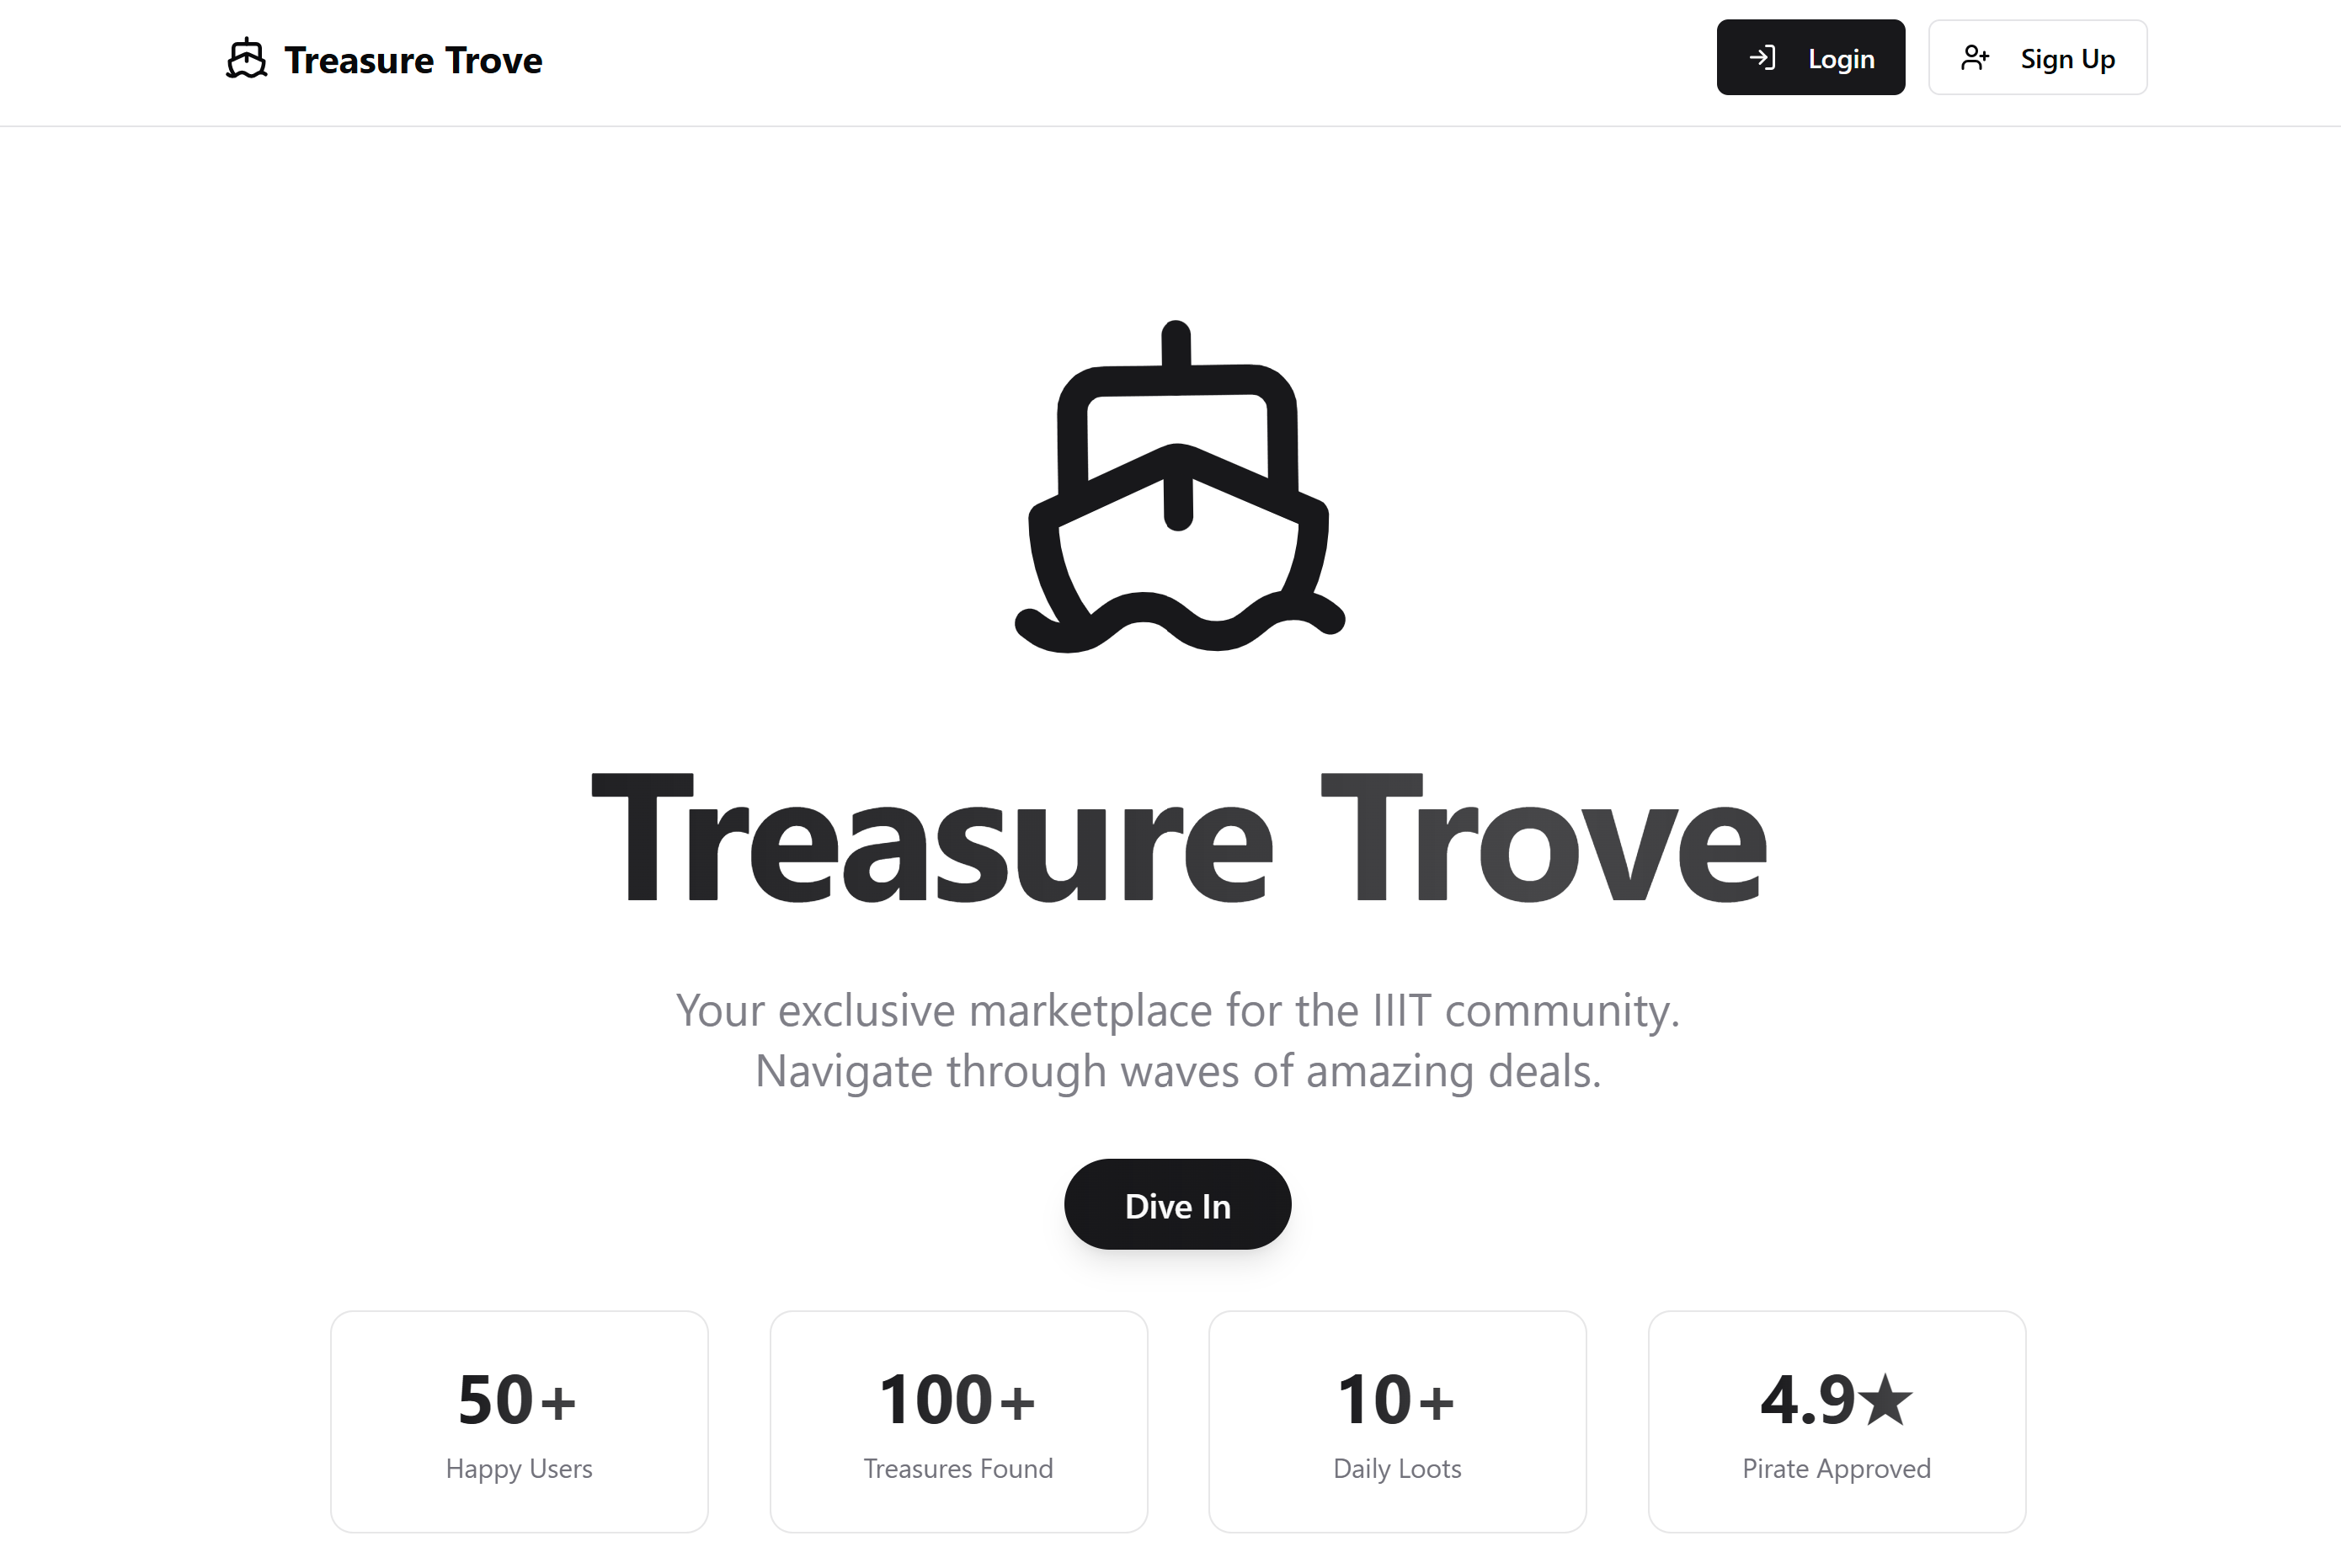 Treasure Trove
Login
Sign Up
Treasure Trove
Your exclusive marketplace for the IIIT community.
Navigate through waves of amazing deals.
Dive In
50+
Happy Users
100+
Treasures Found
10+
Daily Loots
4.9★
Pirate Approved